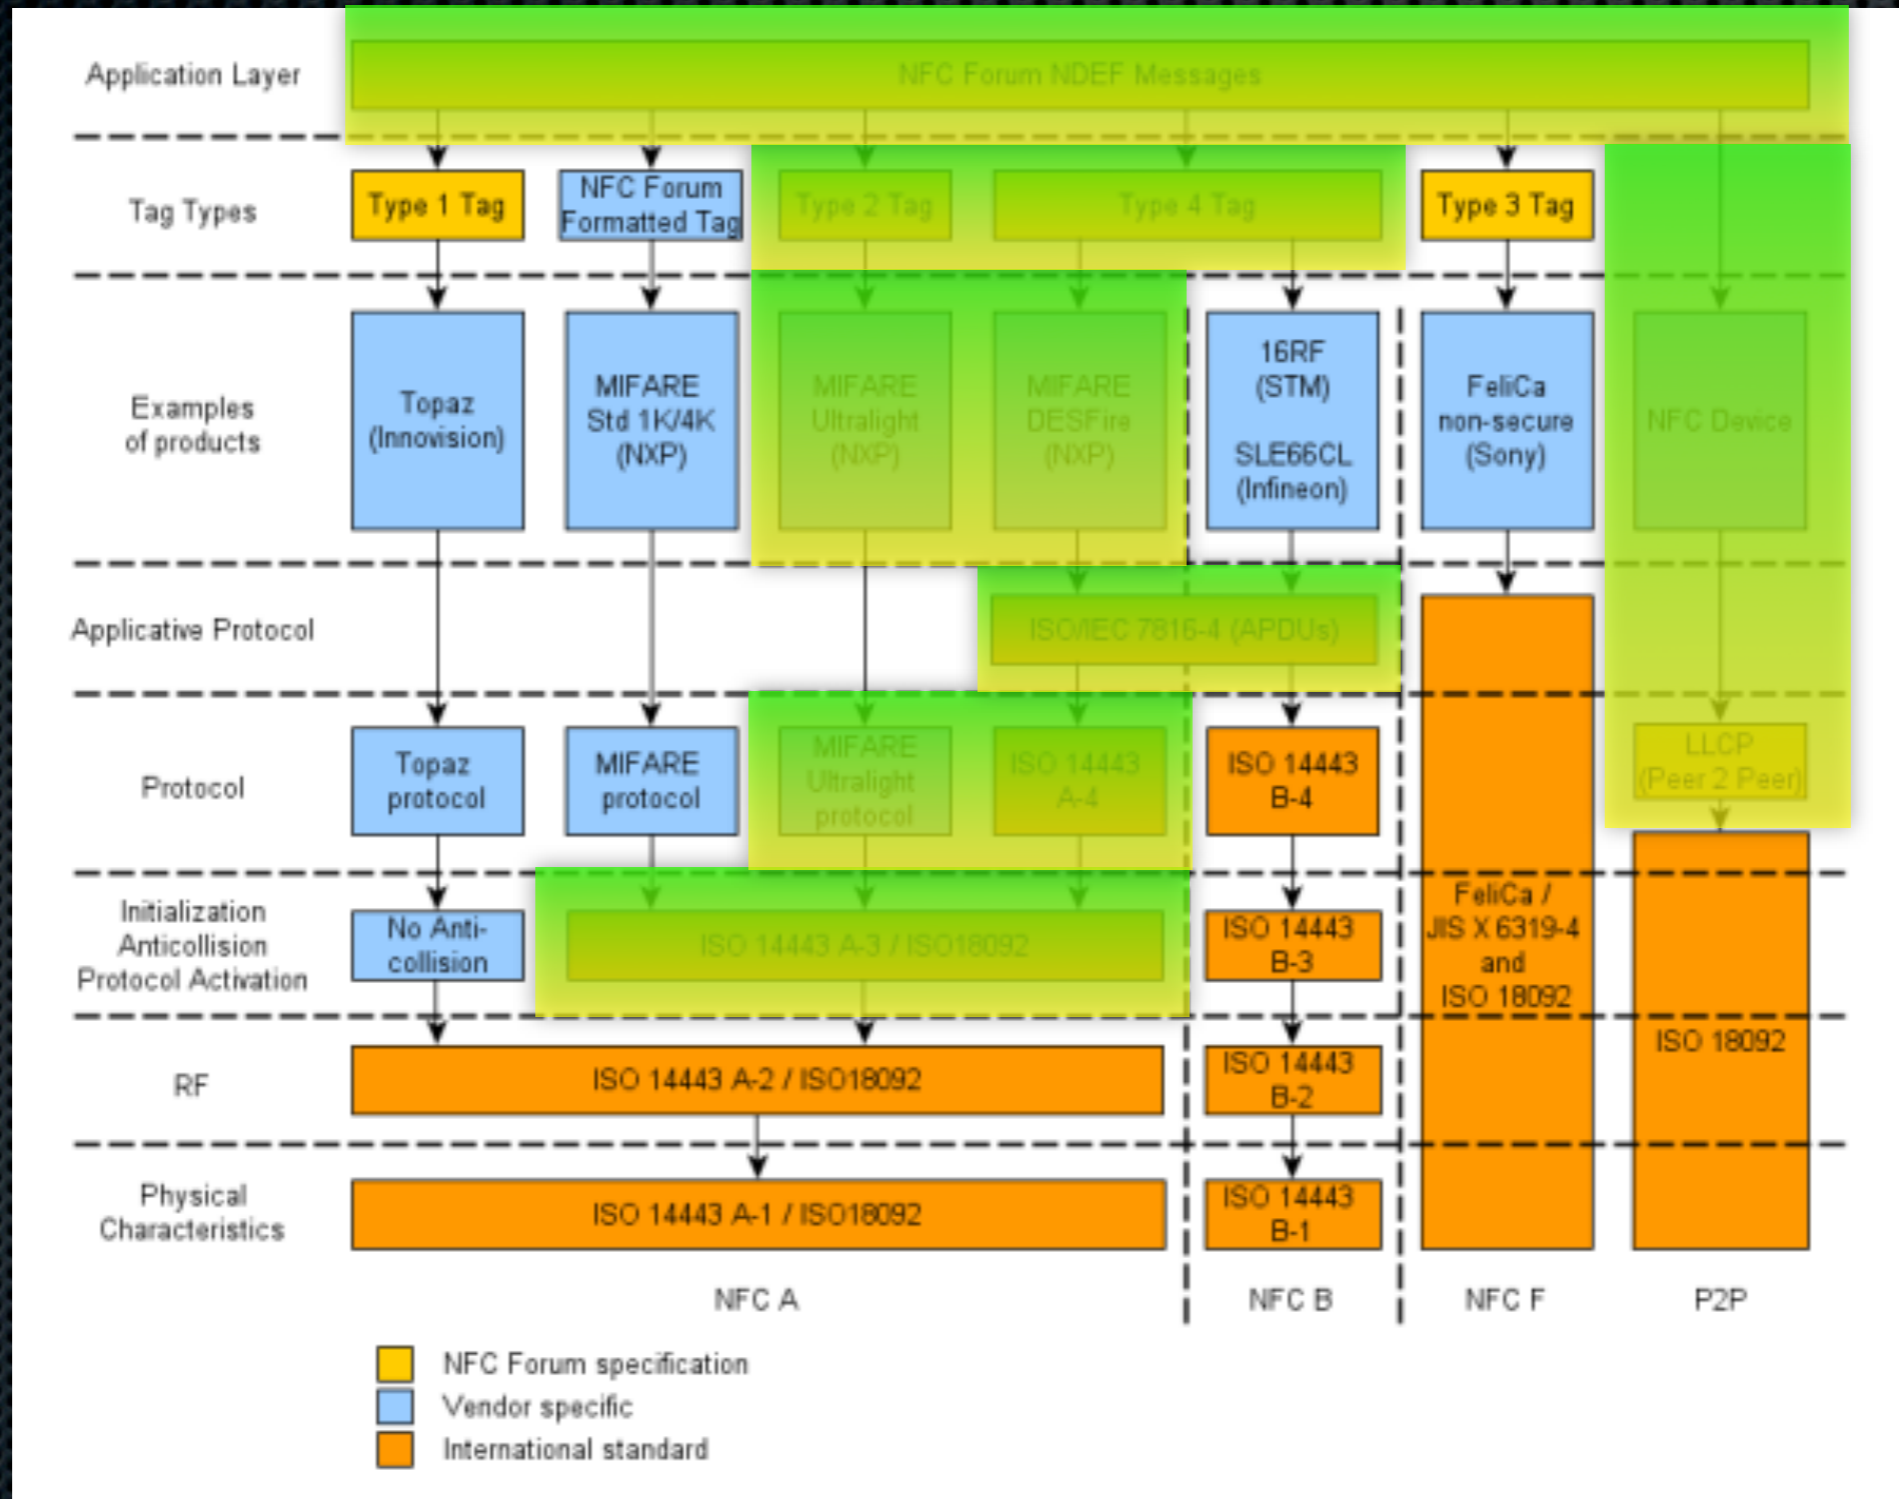 Application Layer
NFC Forum NDEF Messages
Tag Types
Type 1 Tag
NFC Forum
Formatted Tag
Type 2 Tag
Type 4 Tag
Type 3 Tag
Examples
of products
Topaz
(Innovision)
MIFARE
Std 1K/4K
(NXP)
MIFARE
Ultralight
(NXP)
MIFARE
DESFire
(NXP)
16RF
(STM)
SLE66CL
(Infineon)
FeliCa
non-secure
(Sony)
NFC Device
Applicative Protocol
ISO/IEC 7816-4 (APDUs)
Protocol
Topaz
protocol
MIFARE
protocol
MIFARE
Ultralight
protocol
ISO 14443
A-4
ISO 14443
B-4
LLCP
(Peer 2 Peer)
Initialization
Anticollision
Protocol Activation
No Anti-
collision
ISO 14443 A-3 / ISO18092
ISO 14443
B-3
FeliCa /
JIS X 6319-4
and
ISO 18092
ISO 18092
RF
ISO 14443 A-2 / ISO18092
ISO 14443
B-2
Physical
Characteristics
ISO 14443 A-1 / ISO18092
ISO 14443
B-1
NFC A
NFC B
NFC F
P2P
NFC Forum specification
Vendor specific
International standard